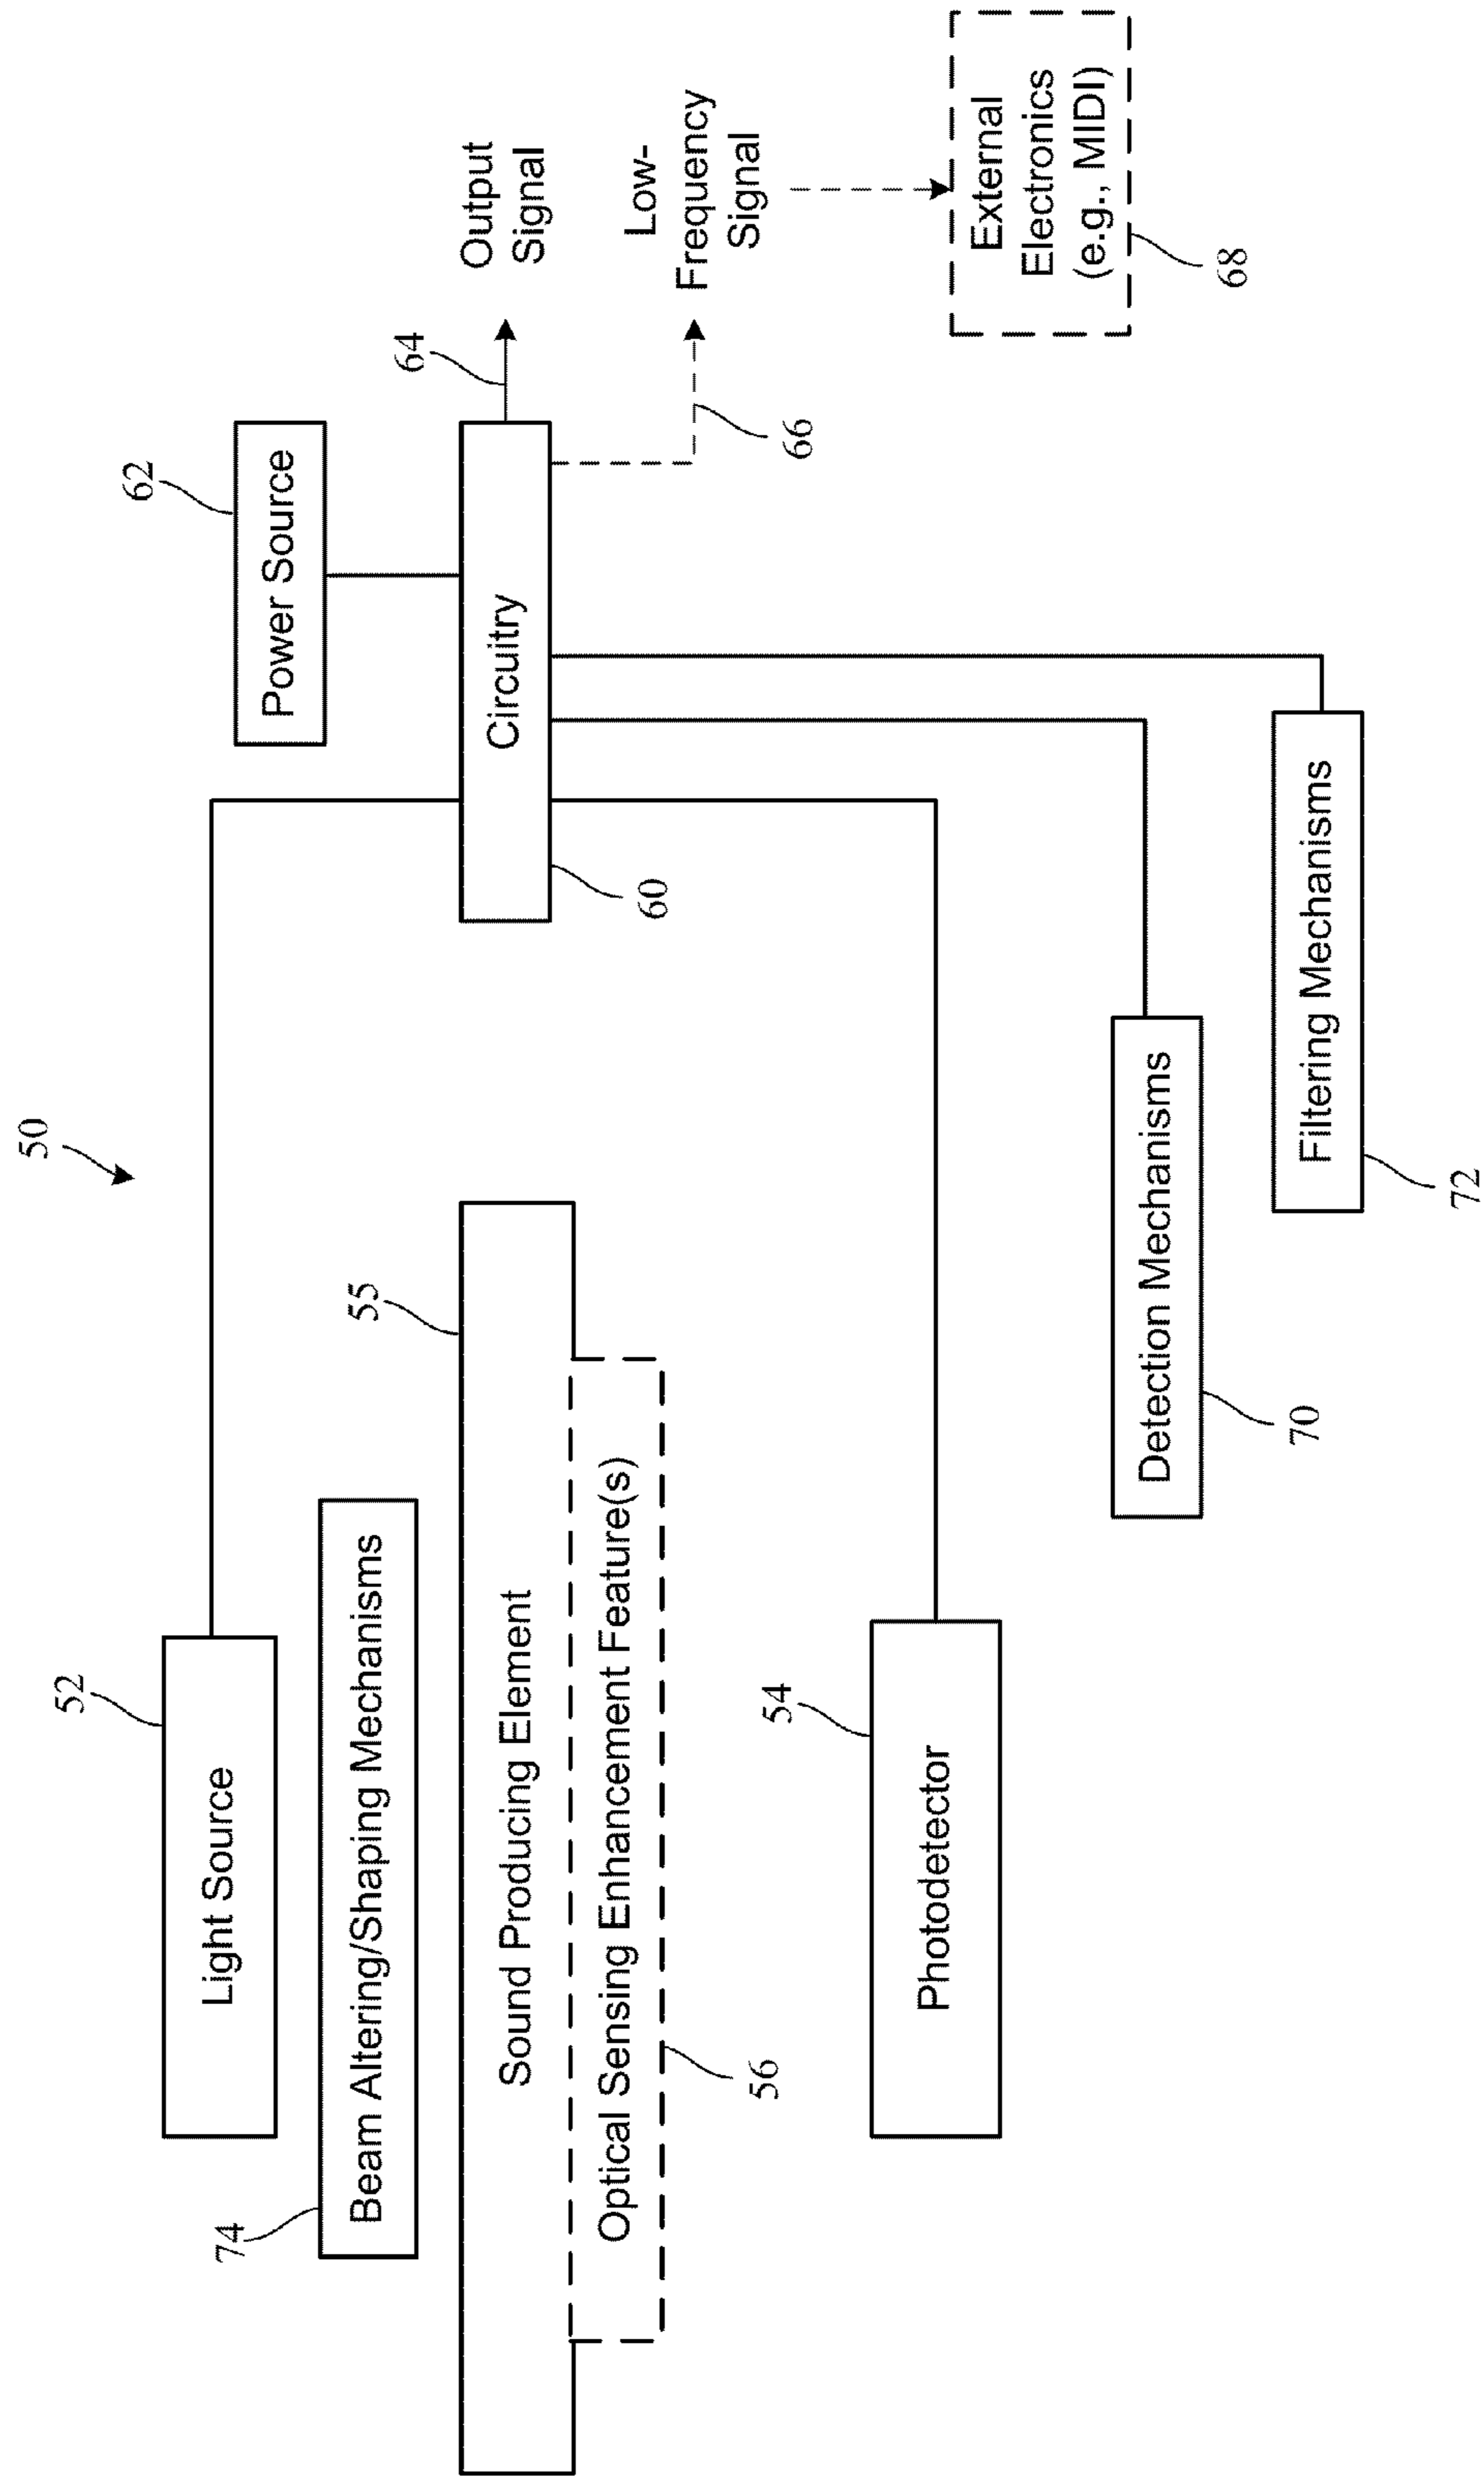 50
52
Light Source
74
Beam Altering/Shaping Mechanisms
55
Sound Producing Element
Optical Sensing Enhancement Feature(s)
56
54
Photodetector
62
Power Source
Circuitry
60
64
Output
Signal
66
Low-
Frequency
Signal
External
Electronics
(e.g., MIDI)
68
Detection Mechanisms
70
Filtering Mechanisms
72